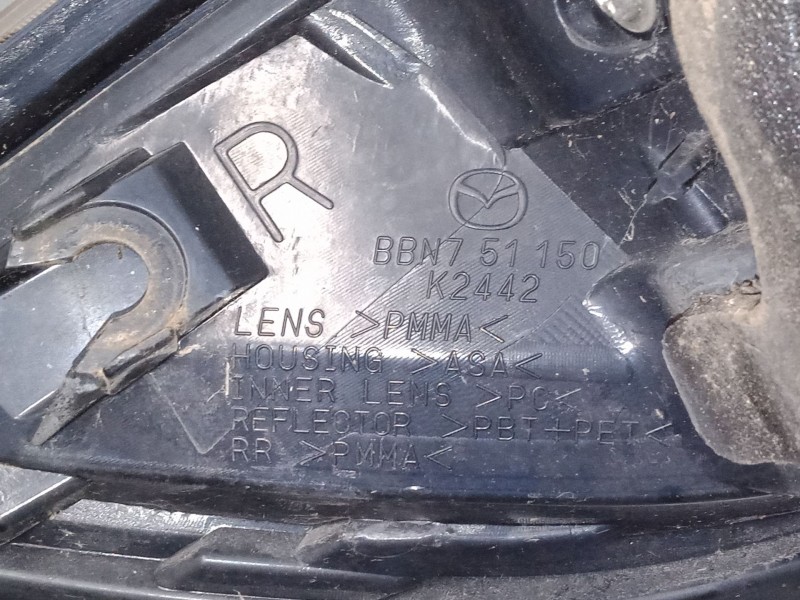 R
BBN7 51 150
K2442
LENS >PMMA<
HOUSING >ASA<
INNER LENS >PC<
REFLECTOR >PBT+PET<
RR >PMMA<